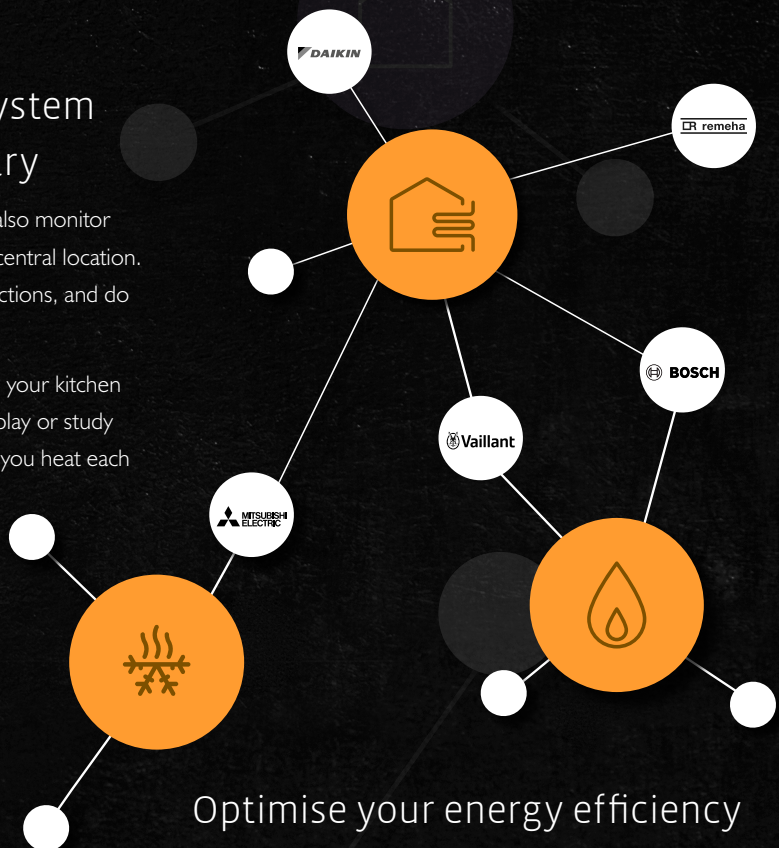 DAIKIN
remeha
ystem
ry
also monitor
central location.
ctions, and do
your kitchen
play or study
you heat each
BOSCH
Vaillant
MITSUBISHI
ELECTRIC
Optimise your energy efficiency